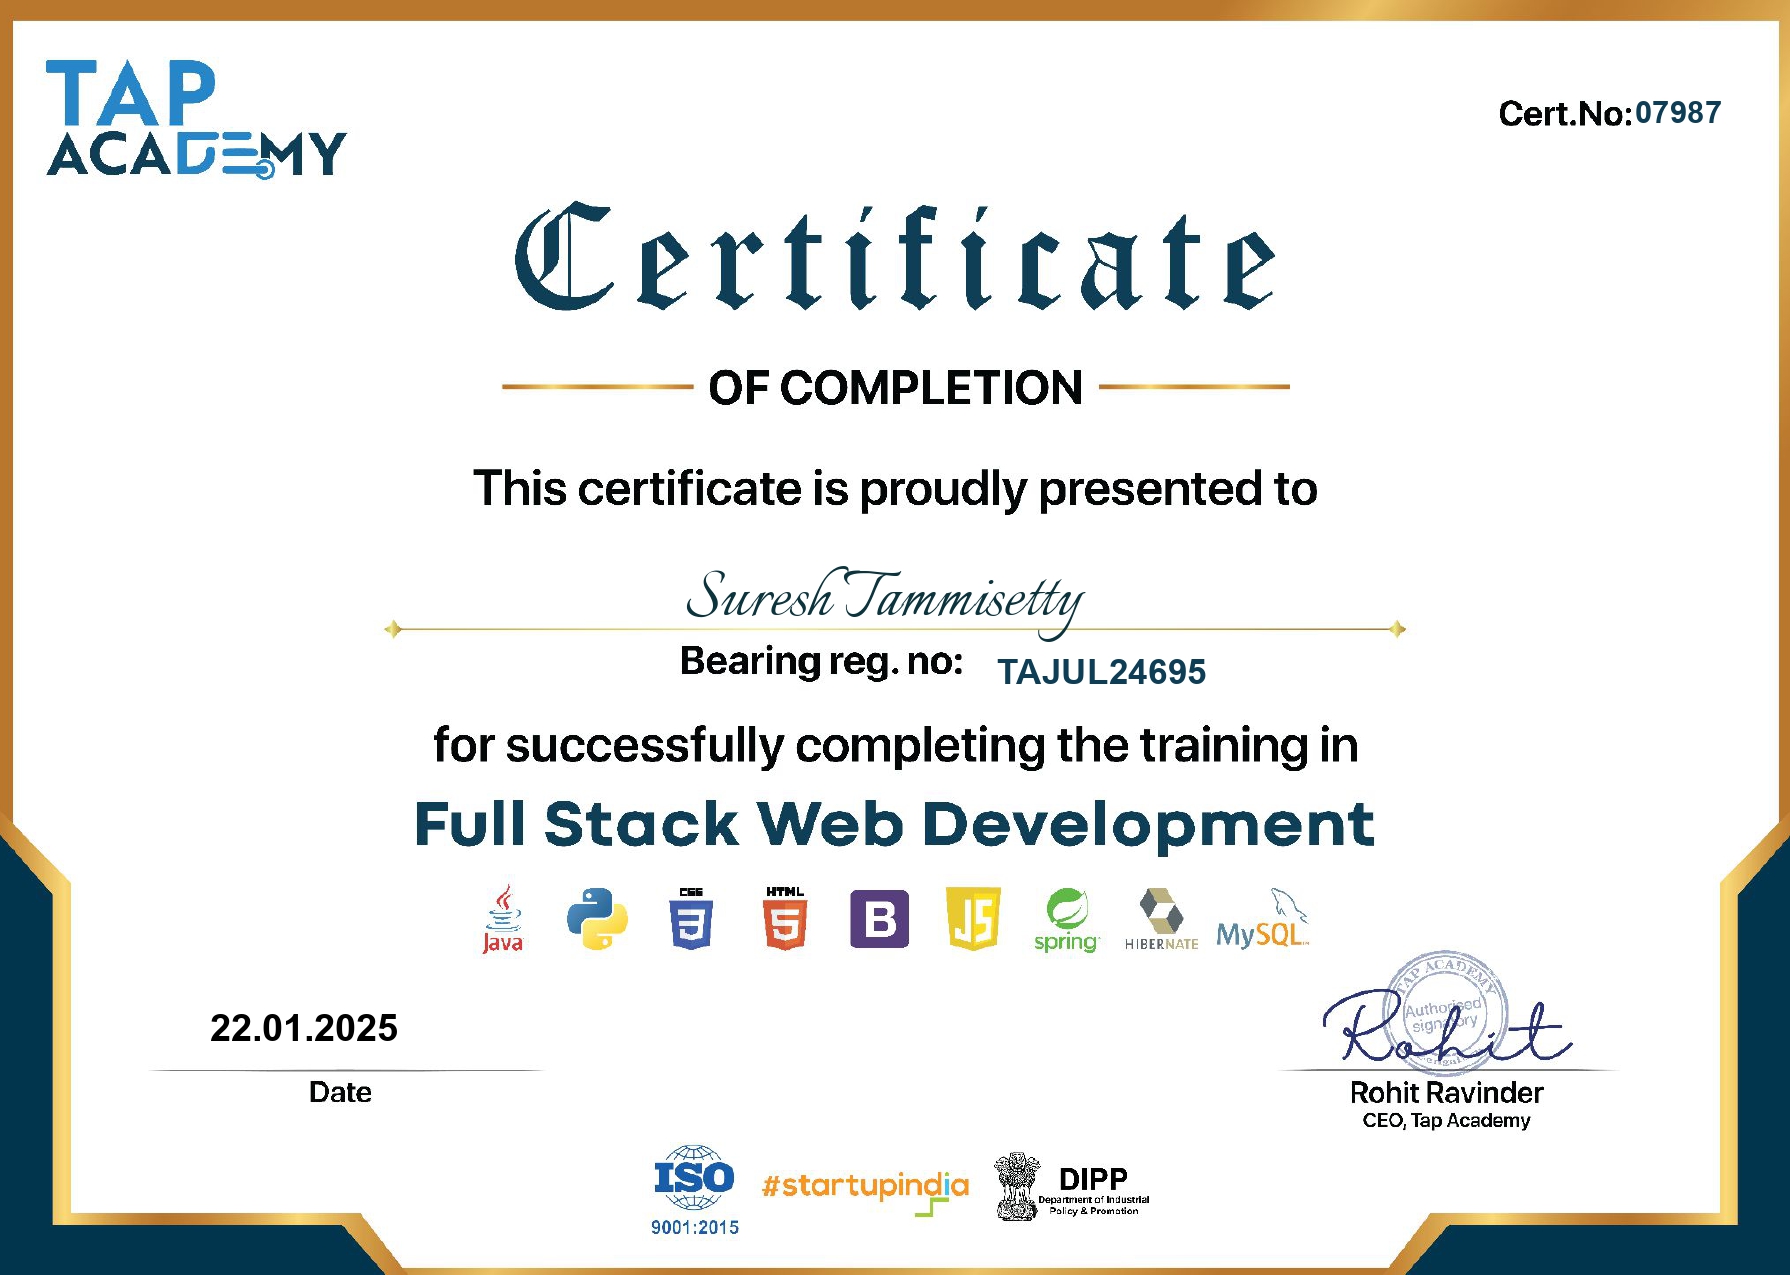 TAP
ACADEMY
Cert.No:07987
Certificate
OF COMPLETION
This certificate is proudly presented to
Suresh Tammisetty
Bearing reg. no: TAJUL24695
for successfully completing the training in
Full Stack Web Development
Java
CSS
3
HTML
5
B
JS
spring
HIBERNATE
MySQL
TAP ACADEMY
Authorised
signatory
Rohit
22.01.2025
Date
Rohit Ravinder
CEO, Tap Academy
ISO
9001:2015
#startupindia
DIPP
Department of Industrial
Policy & Promotion